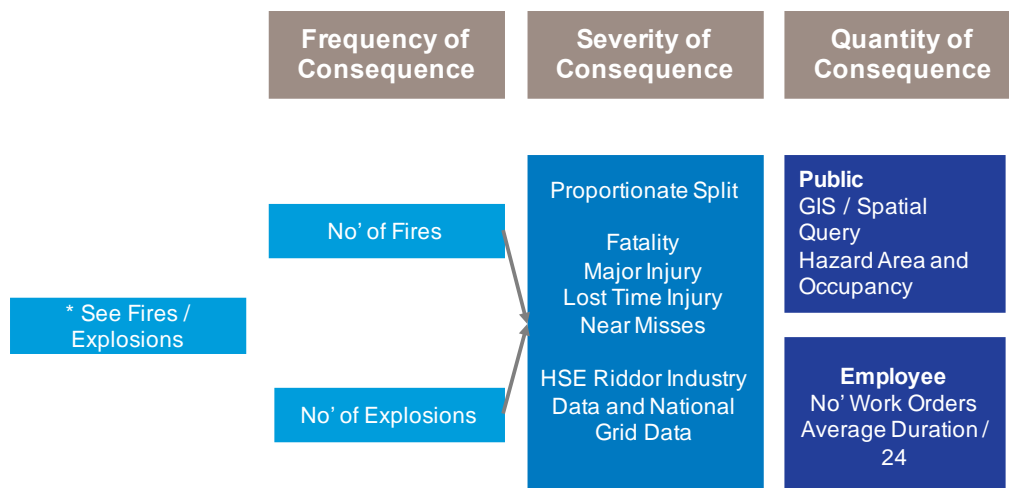 Frequency of
Consequence
Severity of
Consequence
Quantity of
Consequence
* See Fires /
Explosions
No' of Fires
No' of Explosions
Proportionate Split
Fatality
Major Injury
Lost Time Injury
Near Misses
HSE Riddor Industry
Data and National
Grid Data
Public
GIS / Spatial
Query
Hazard Area and
Occupancy
Employee
No' Work Orders
Average Duration /
24